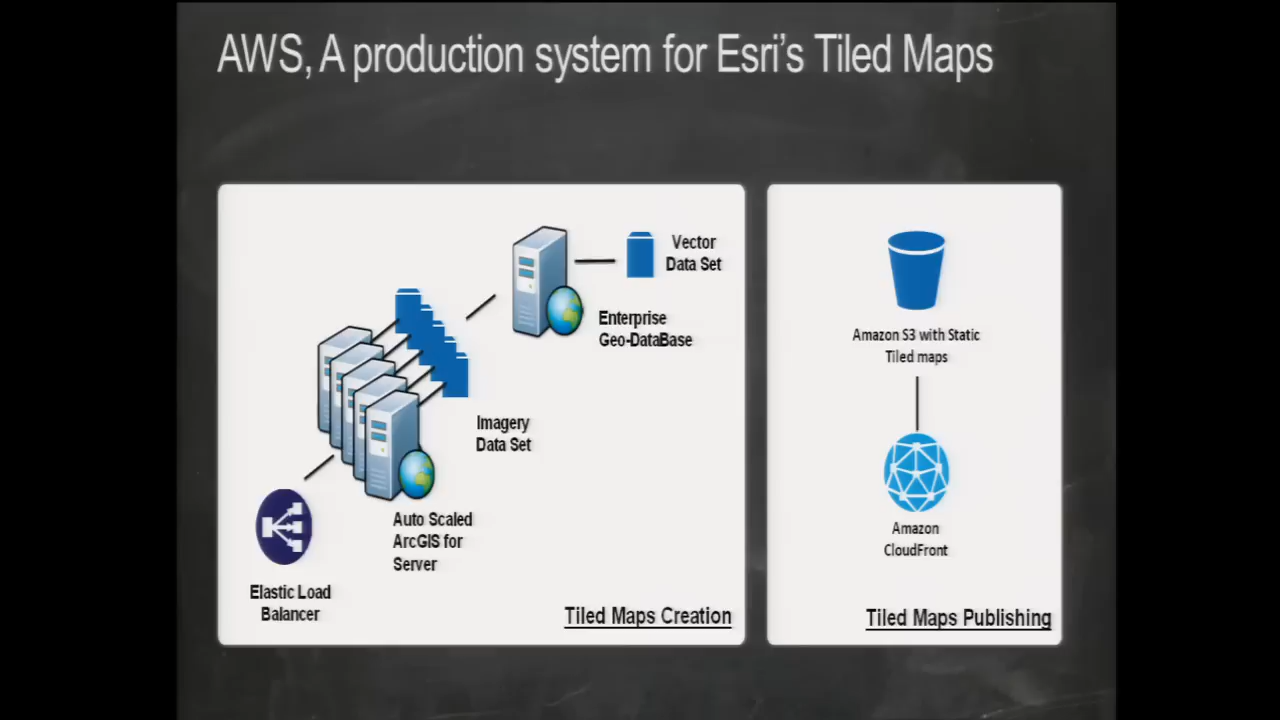 AWS, A production system for Esri's Tiled Maps
Vector
Data Set
Enterprise
Geo-DataBase
Imagery
Data Set
Auto Scaled
ArcGIS for
Server
Elastic Load
Balancer
Tiled Maps Creation
Amazon S3 with Static
Tiled maps
Amazon
CloudFront
Tiled Maps Publishing